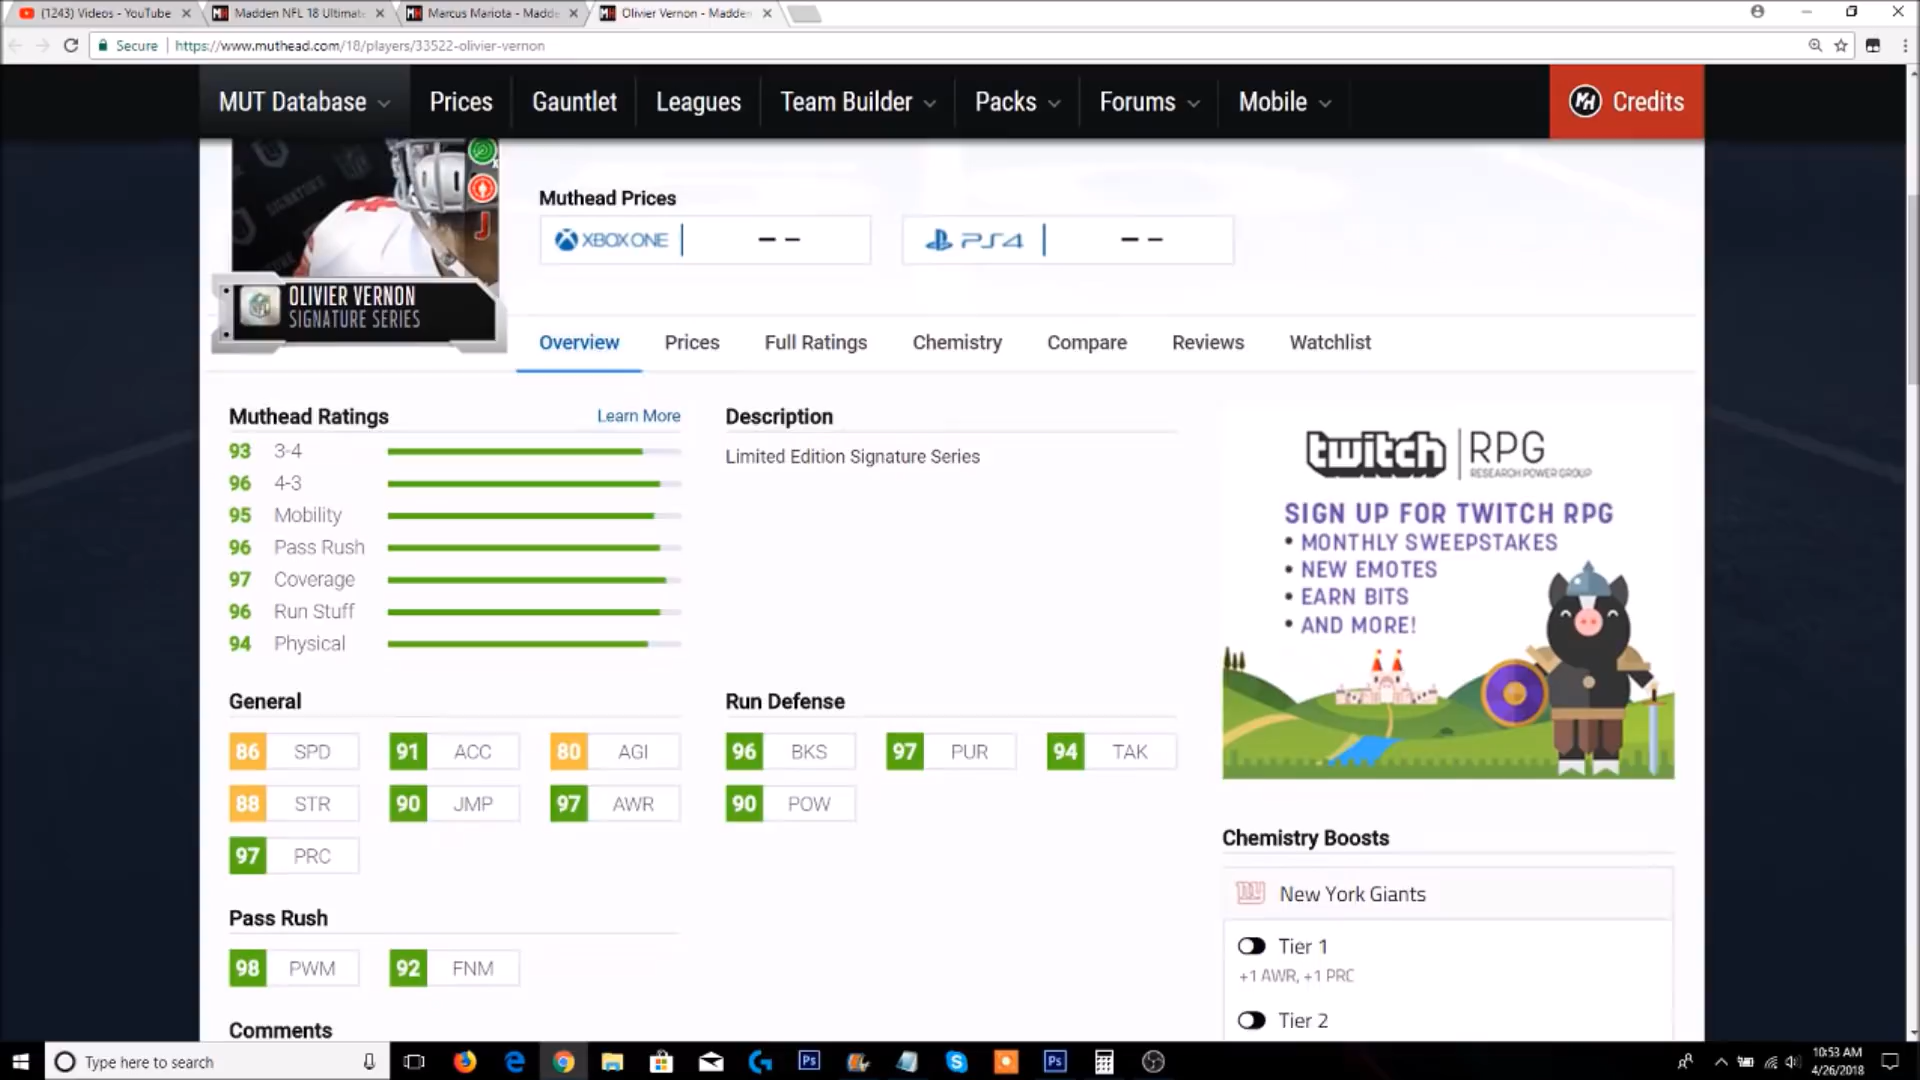 (1243) Videos - YouTube
Madden NFL 18 Ultimat
Marcus Mariota - Madde
Olivier Vernon - Madde
Secure
https://www.muthead.com/18/players/33522-olivier-vernon
MUT Database
Prices
Gauntlet
Leagues
Team Builder
Packs
Forums
Mobile
MH Credits
J
OLIVIER VERNON
SIGNATURE SERIES
Muthead Prices
XBOX ONE
– –
PS4
– –
Overview
Prices
Full Ratings
Chemistry
Compare
Reviews
Watchlist
Muthead Ratings
Learn More
93 3-4
96 4-3
95 Mobility
96 Pass Rush
97 Coverage
96 Run Stuff
94 Physical
Description
Limited Edition Signature Series
General
86 SPD
91 ACC
80 AGI
88 STR
90 JMP
97 AWR
97 PRC
Run Defense
96 BKS
97 PUR
94 TAK
90 POW
Pass Rush
98 PWM
92 FNM
Comments
twitch | RPG
RESEARCH POWER GROUP
SIGN UP FOR TWITCH RPG
• MONTHLY SWEEPSTAKES
• NEW EMOTES
• EARN BITS
• AND MORE!
Chemistry Boosts
New York Giants
Tier 1
+1 AWR, +1 PRC
Tier 2
Type here to search
10:53 AM
4/26/2018